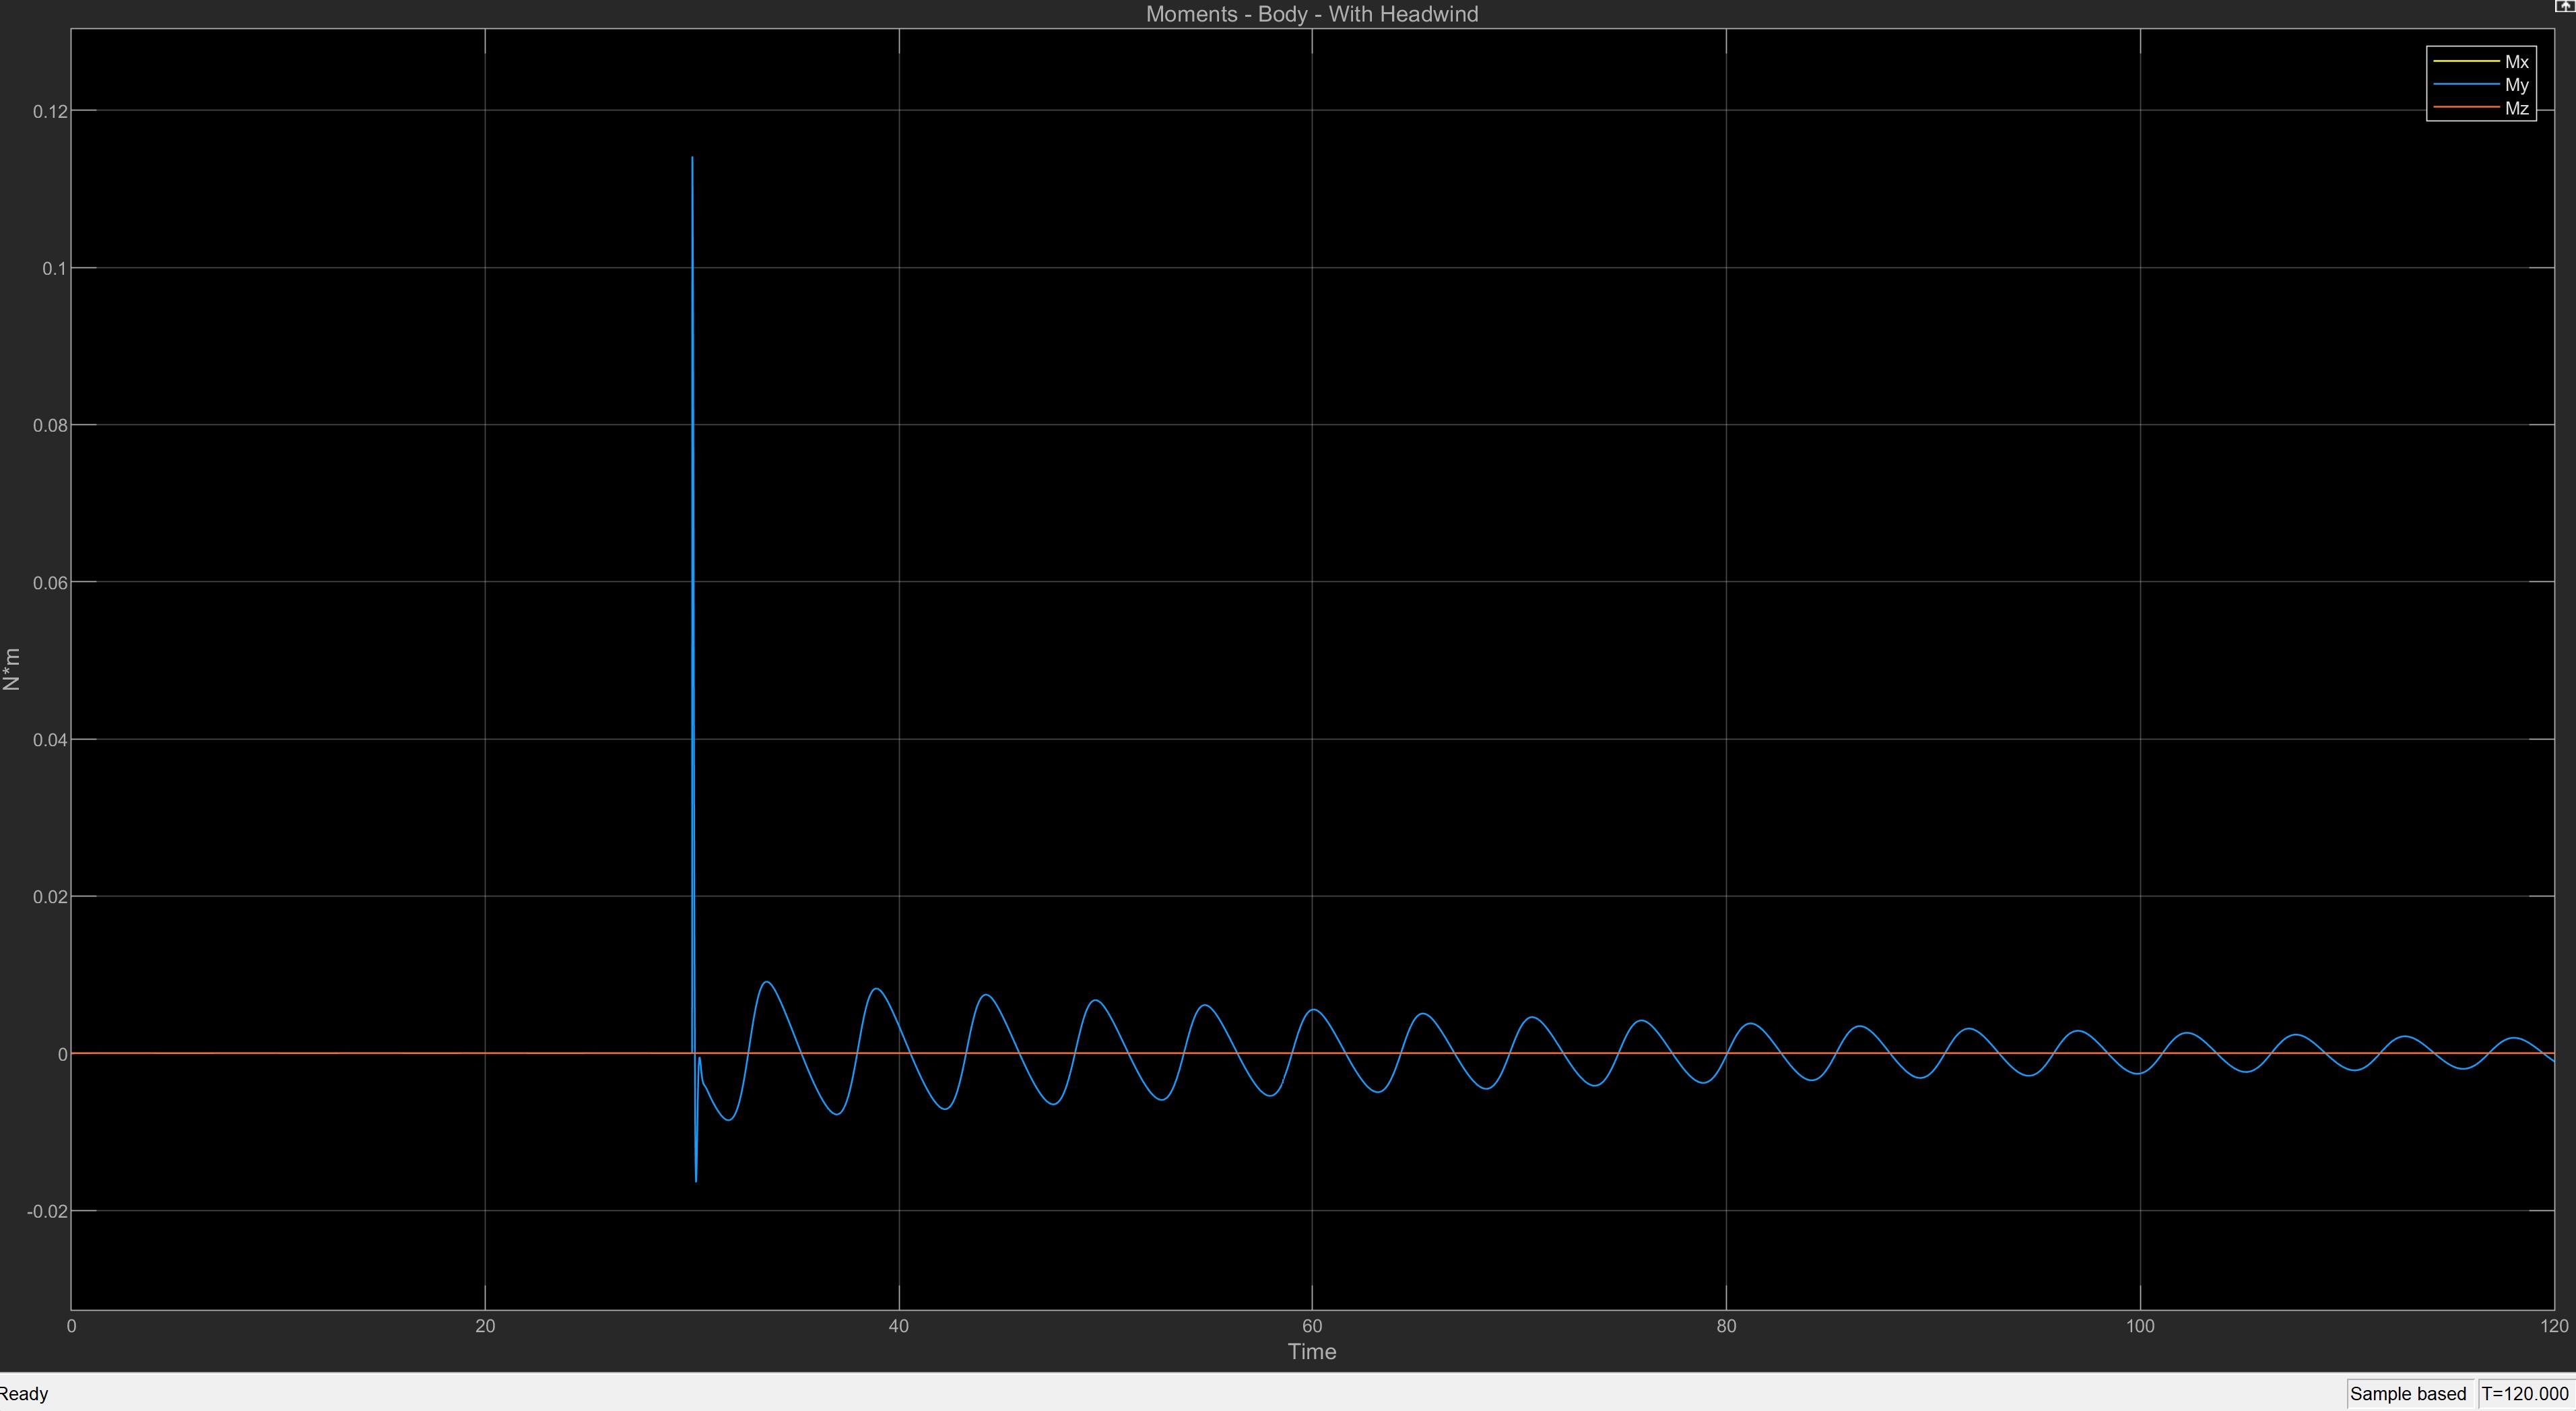 Moments - Body - With Headwind
Mx
My
Mz
0.12
0.1
0.08
0.06
0.04
0.02
0
-0.02
N*m
0 20 40 60 80 100 120
Time
Ready
Sample based T=120.000